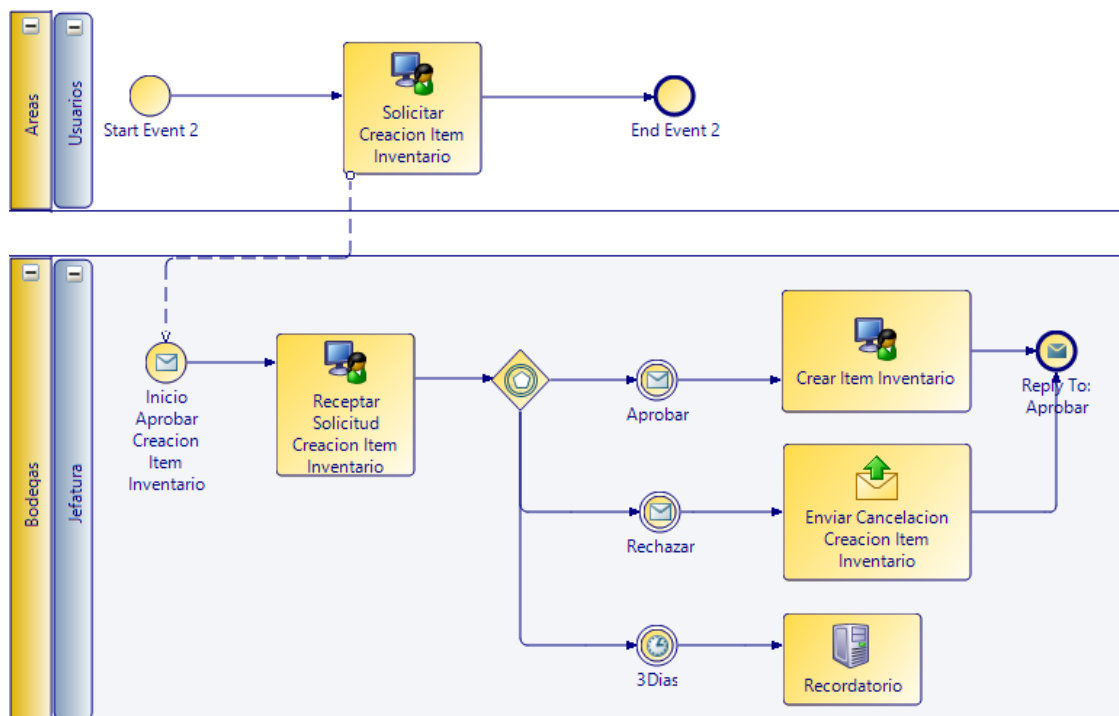 Areas
Usuarios
Start Event 2
Solicitar
Creacion Item
Inventario
End Event 2
Bodegas
Jefatura
Inicio
Aprobar
Creacion
Item
Inventario
Receptar
Solicitud
Creacion Item
Inventario
Aprobar
Crear Item Inventario
Reply To:
Aprobar
Rechazar
Enviar Cancelacion
Creacion Item
Inventario
3Dias
Recordatorio